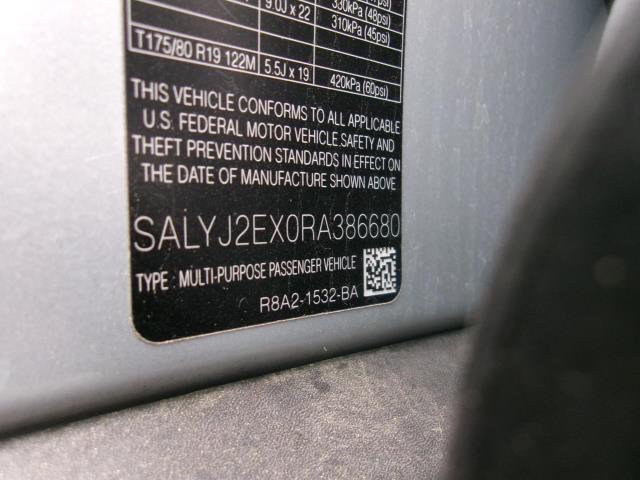 9.0J x 22 330kPa (48psi)
310kPa (45psi)
T175/80 R19 122M 5.5J x 19 420kPa (60psi)
THIS VEHICLE CONFORMS TO ALL APPLICABLE
U.S. FEDERAL MOTOR VEHICLE SAFETY AND
THEFT PREVENTION STANDARDS IN EFFECT ON
THE DATE OF MANUFACTURE SHOWN ABOVE
SALYJ2EX0RA386680
TYPE : MULTI-PURPOSE PASSENGER VEHICLE
R8A2-1532-BA